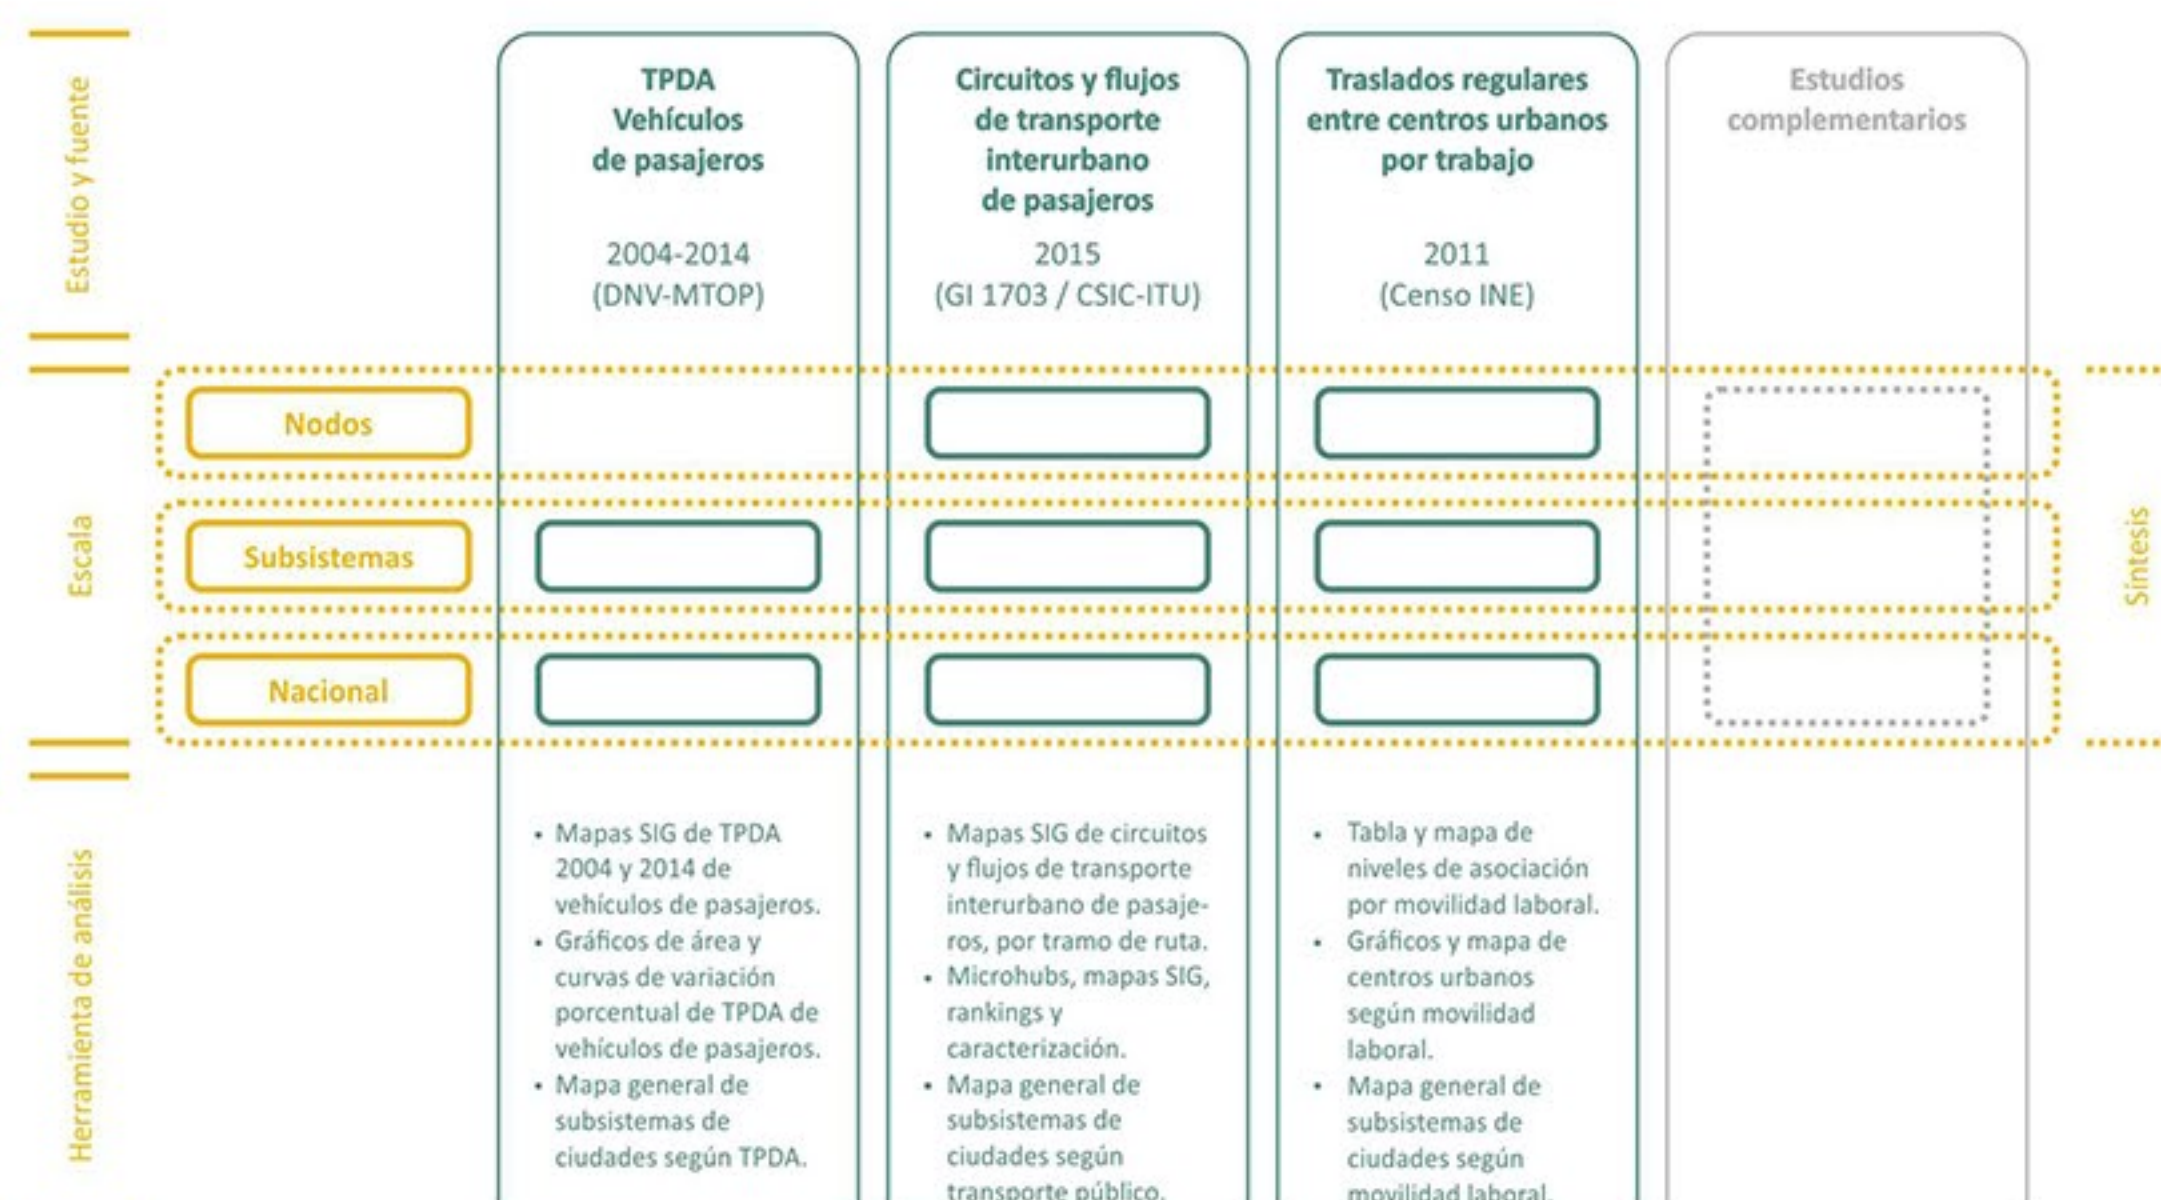 Estudio y fuente
TPDA
Vehículos
de pasajeros
2004-2014
(DNV-MTOP)
Circuitos y flujos
de transporte
interurbano
de pasajeros
2015
(GI 1703 / CSIC-ITU)
Traslados regulares
entre centros urbanos
por trabajo
2011
(Censo INE)
Estudios
complementarios
Escala
Nodos
Subsistemas
Nacional
Síntesis
Herramienta de análisis
• Mapas SIG de TPDA
2004 y 2014 de
vehículos de pasajeros.
• Gráficos de área y
curvas de variación
porcentual de TPDA de
vehículos de pasajeros.
• Mapa general de
subsistemas de
ciudades según TPDA.
• Mapas SIG de circuitos
y flujos de transporte
interurbano de pasaje-
ros, por tramo de ruta.
• Microhubs, mapas SIG,
rankings y
caracterización.
• Mapa general de
subsistemas de
ciudades según
transporte público.
• Tabla y mapa de
niveles de asociación
por movilidad laboral.
• Gráficos y mapa de
centros urbanos
según movilidad
laboral.
• Mapa general de
subsistemas de
ciudades según
movilidad laboral.